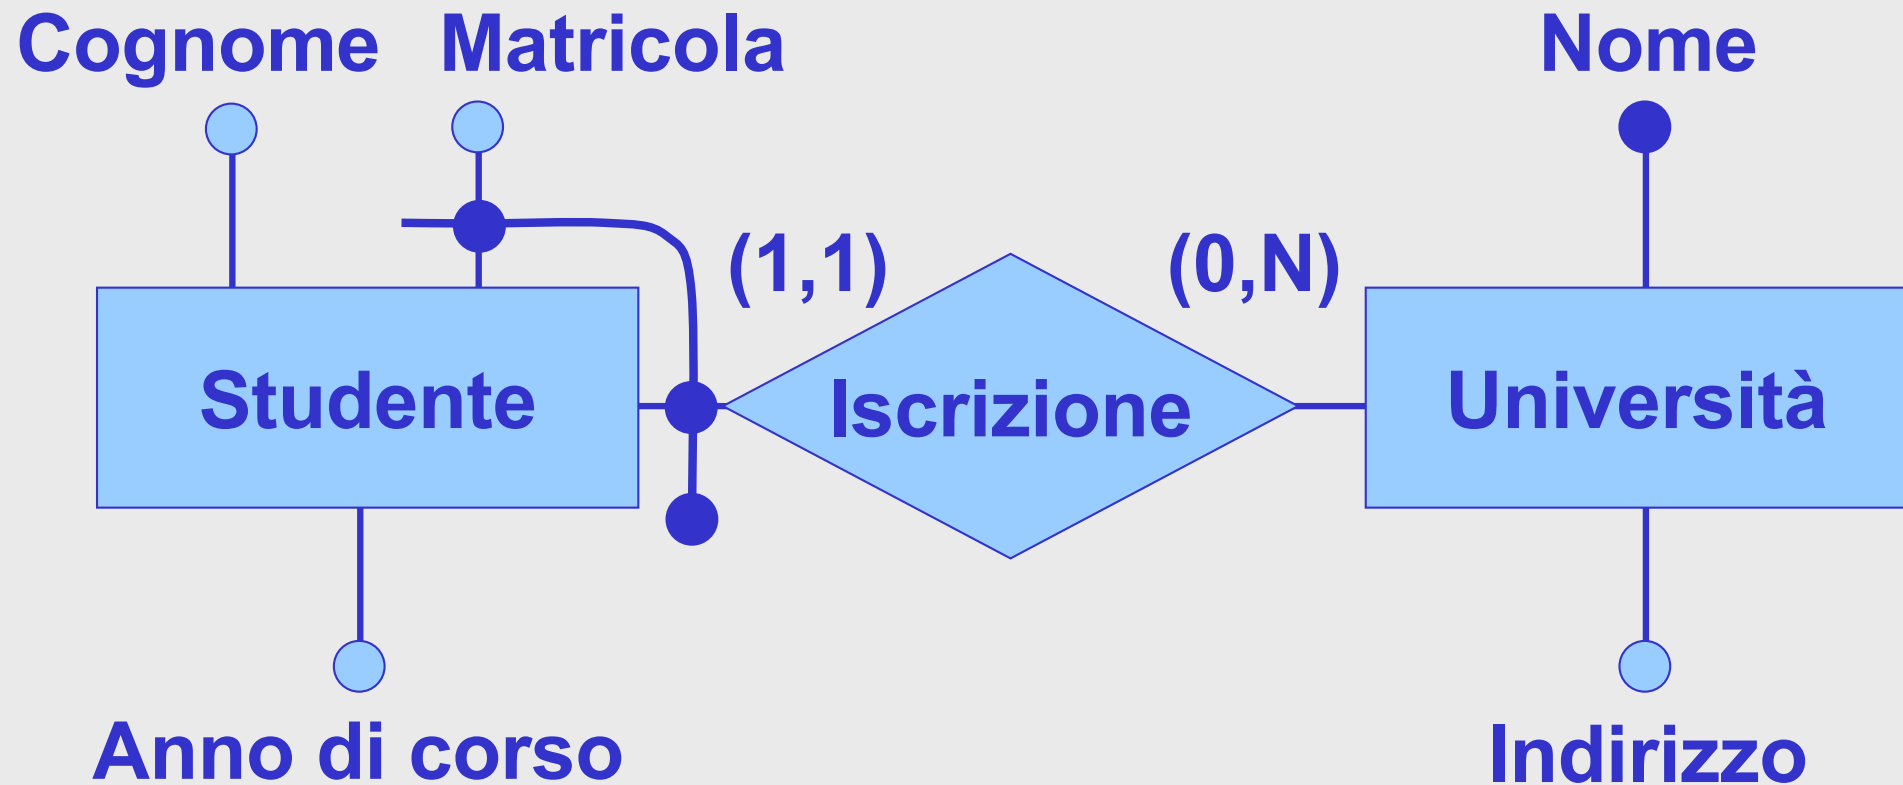 Cognome Matricola Nome
(1,1) (0,N)
Studente Iscrizione Università
Anno di corso Indirizzo